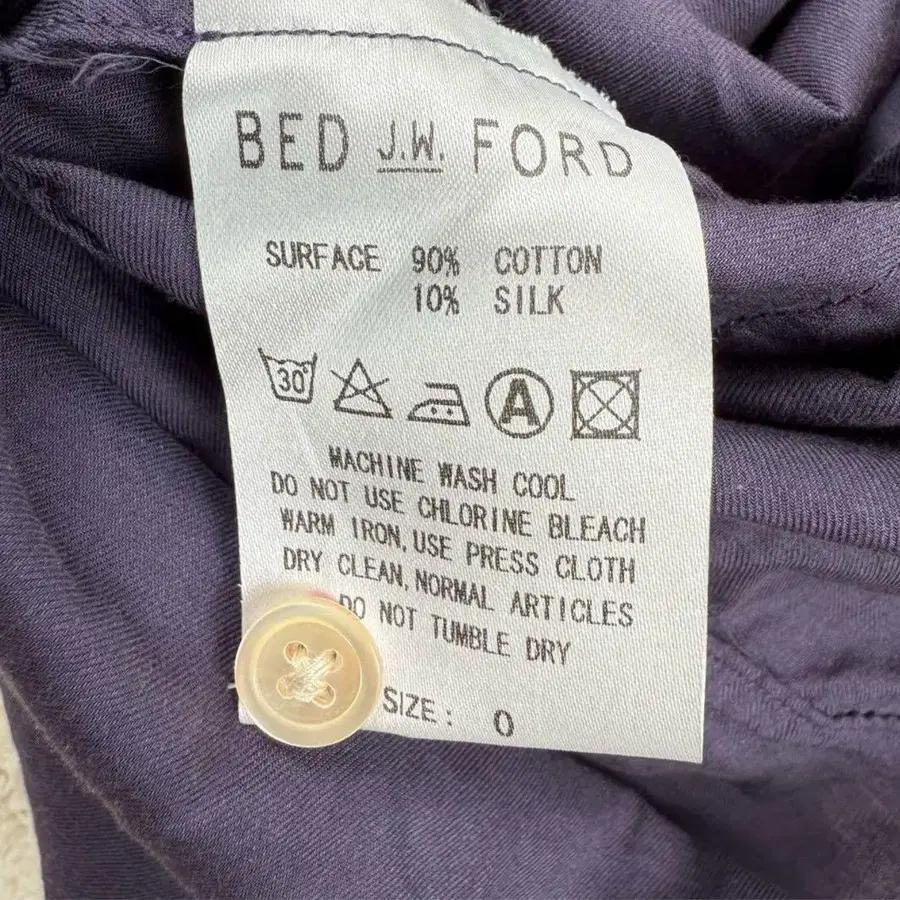 BED J.W. FORD
SURFACE 90% COTTON
10% SILK
30 A
MACHINE WASH COOL
DO NOT USE CHLORINE BLEACH
WARM IRON, USE PRESS CLOTH
DRY CLEAN, NORMAL ARTICLES
DO NOT TUMBLE DRY
SIZE: 0